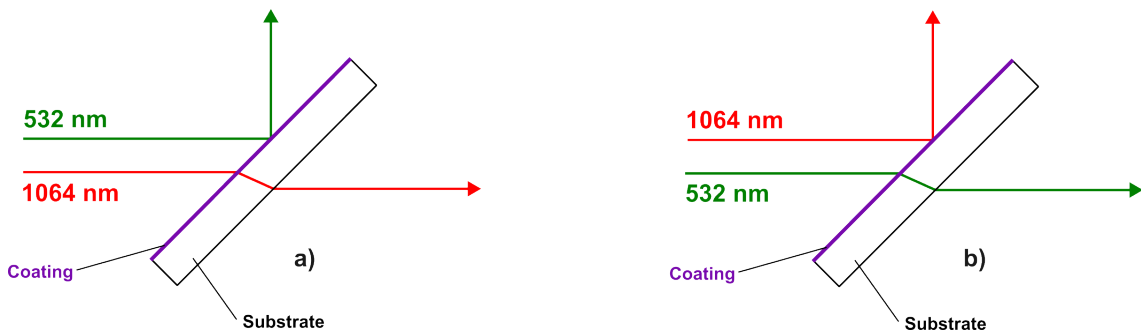 532 nm
1064 nm
Coating
Substrate
a)
1064 nm
532 nm
Coating
Substrate
b)